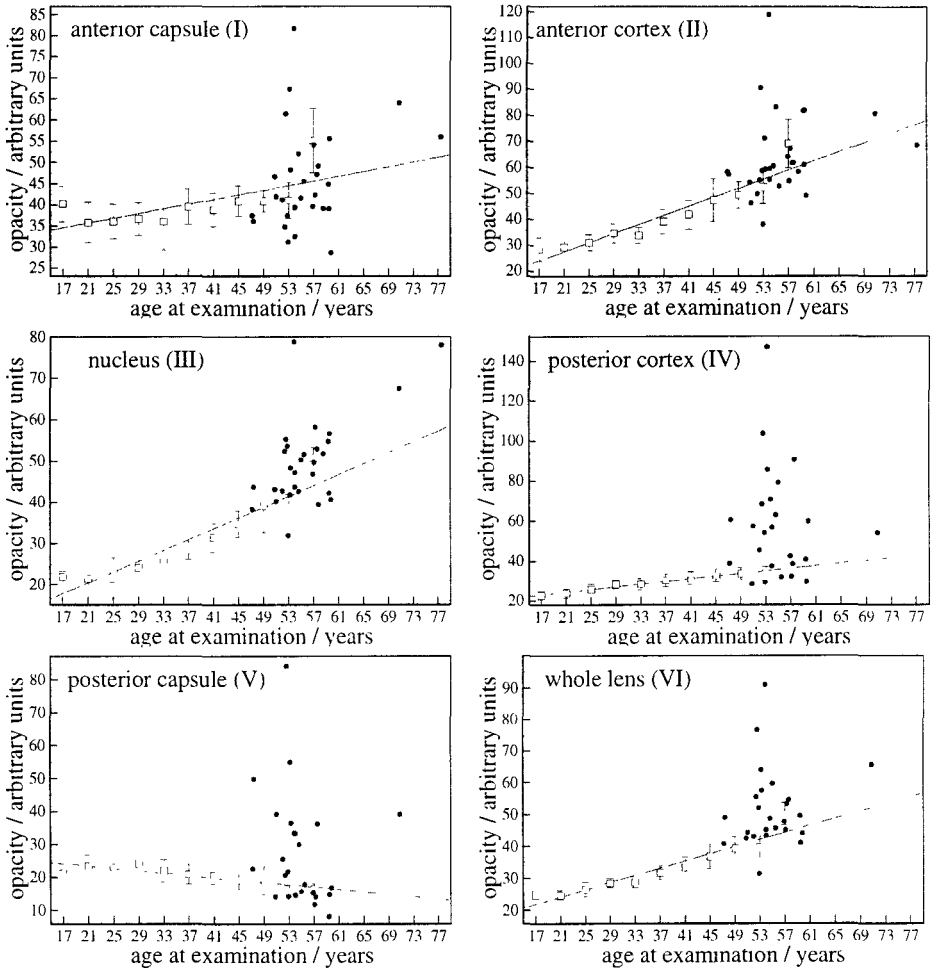 anterior capsule (I)
opacity / arbitrary units
85
80
75
70
65
60
55
50
45
40
35
30
25
17 21 25 29 33 37 41 45 49 53 57 61 65 69 73 77
age at examination / years
anterior cortex (II)
opacity / arbitrary units
120
110
100
90
80
70
60
50
40
30
20
17 21 25 29 33 37 41 45 49 53 57 61 65 69 73 77
age at examination / years
nucleus (III)
opacity / arbitrary units
80
70
60
50
40
30
20
17 21 25 29 33 37 41 45 49 53 57 61 65 69 73 77
age at examination / years
posterior cortex (IV)
opacity / arbitrary units
140
120
100
80
60
40
20
17 21 25 29 33 37 41 45 49 53 57 61 65 69 73 77
age at examination / years
posterior capsule (V)
opacity / arbitrary units
80
70
60
50
40
30
20
10
17 21 25 29 33 37 41 45 49 53 57 61 65 69 73 77
age at examination / years
whole lens (VI)
opacity / arbitrary units
90
80
70
60
50
40
30
20
17 21 25 29 33 37 41 45 49 53 57 61 65 69 73 77
age at examination / years